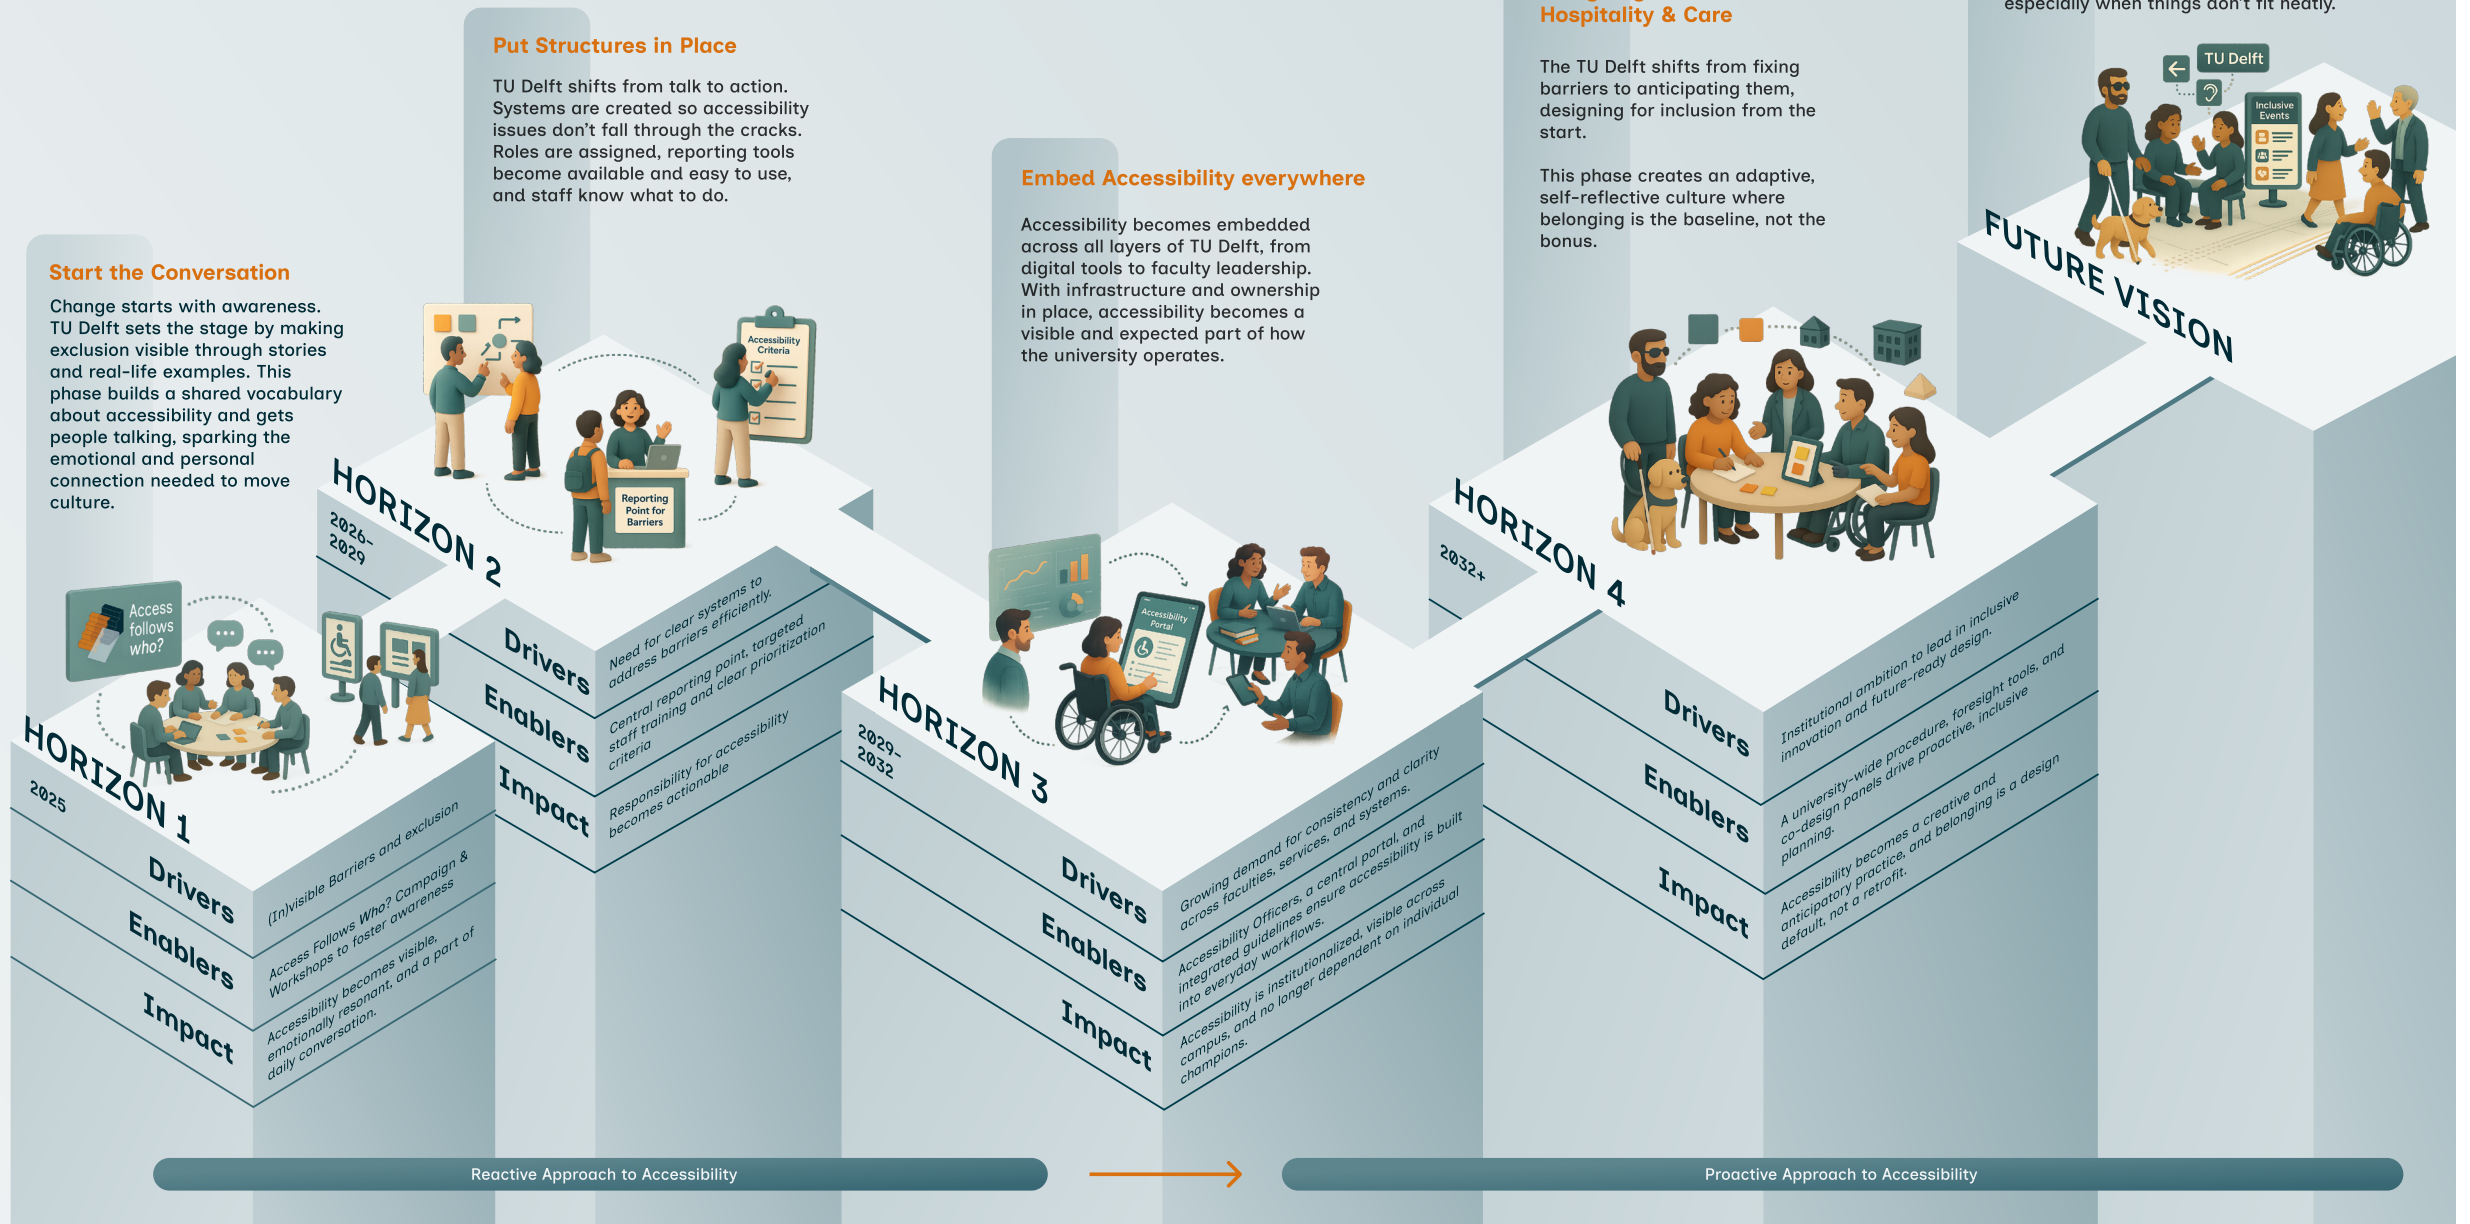 Start the Conversation
Change starts with awareness.
TU Delft sets the stage by making
exclusion visible through stories
and real-life examples. This
phase builds a shared vocabulary
about accessibility and gets
people talking, sparking the
emotional and personal
connection needed to move
culture.
Access
follows
who?
HORIZON 1
2025
Drivers
(In)visible Barriers and exclusion
Enablers
Access Follows Who? Campaign &
Workshops to foster awareness
Impact
Accessibility becomes visible,
emotionally resonant, and a part of
daily conversation.
Put Structures in Place
TU Delft shifts from talk to action.
Systems are created so accessibility
issues don't fall through the cracks.
Roles are assigned, reporting tools
become available and easy to use,
and staff know what to do.
Accessibility
Criteria
Reporting
Point for
Barriers
HORIZON 2
2026-
2029
Drivers
Need for clear systems to
address barriers efficiently.
Enablers
Central reporting point, targeted
staff training and clear prioritization
criteria
Impact
Responsibility for accessibility
becomes actionable
Embed Accessibility everywhere
Accessibility becomes embedded
across all layers of TU Delft, from
digital tools to faculty leadership.
With infrastructure and ownership
in place, accessibility becomes a
visible and expected part of how
the university operates.
Accessibility
Portal
HORIZON 3
2029-
2032
Drivers
Growing demand for consistency and clarity
across faculties, services, and systems.
Enablers
Accessibility Officers, a central portal, and
integrated guidelines ensure accessibility is built
into everyday workflows.
Impact
Accessibility is institutionalized, visible across
campus, and no longer dependent on individual
champions.
Hospitality & Care
The TU Delft shifts from fixing
barriers to anticipating them,
designing for inclusion from the
start.
This phase creates an adaptive,
self-reflective culture where
belonging is the baseline, not the
bonus.
HORIZON 4
2032+
Drivers
Institutional ambition to lead in inclusive
innovation and future-ready design.
Enablers
A university-wide procedure, foresight tools, and
co-design panels drive proactive, inclusive
planning.
Impact
Accessibility becomes a creative and
anticipatory practice, and belonging is a design
default, not a retrofit.
especially when things don't fit neatly.
TU Delft
Inclusive
Events
FUTURE VISION
Reactive Approach to Accessibility
Proactive Approach to Accessibility